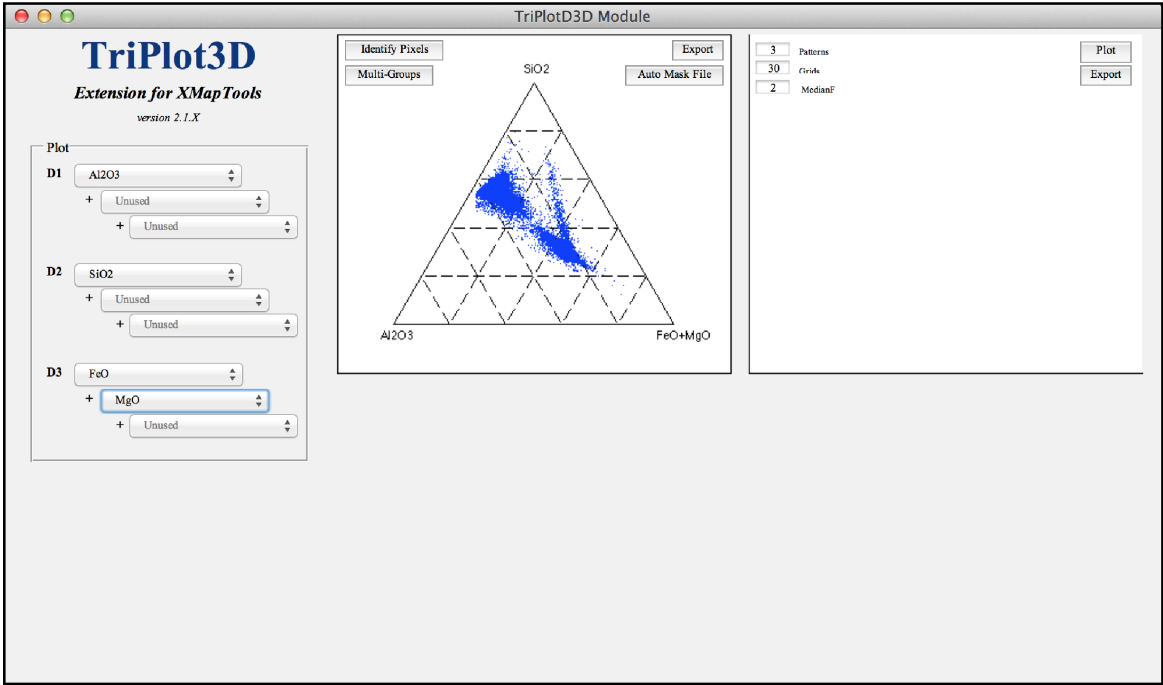 TriPlotD3D Module
TriPlot3D
Extension for XMapTools
version 2.1.X
Plot
D1 Al2O3
+ Unused
+ Unused
D2 SiO2
+ Unused
+ Unused
D3 FeO
+ MgO
+ Unused
Identify Pixels Export
Multi-Groups Auto Mask File
SiO2
Al2O3 FeO+MgO
3 Patterns Plot
30 Grids Export
2 MedianF